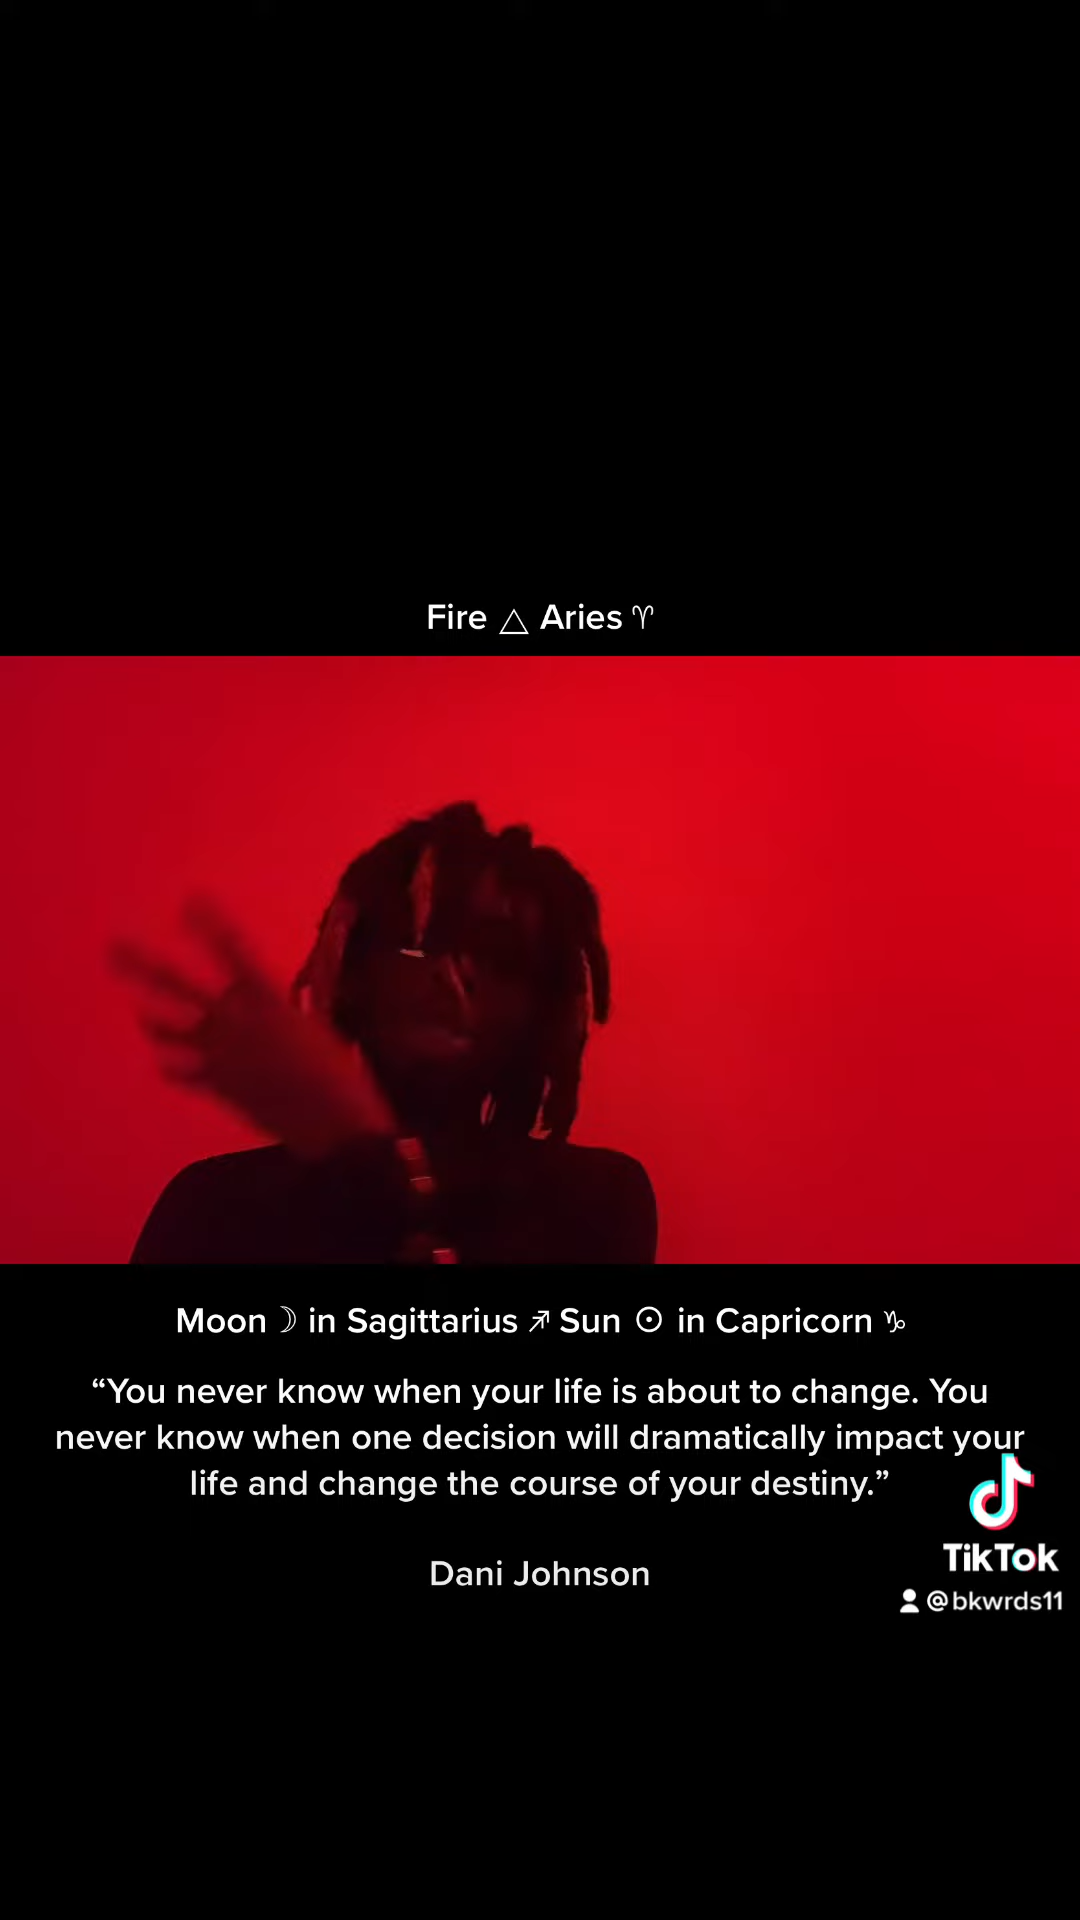 Fire △ Aries ♈︎
Moon ☽ in Sagittarius ♐︎ Sun ☉ in Capricorn ♑︎
“You never know when your life is about to change. You
never know when one decision will dramatically impact your
life and change the course of your destiny.”
Dani Johnson
TikTok
@bkwrds11